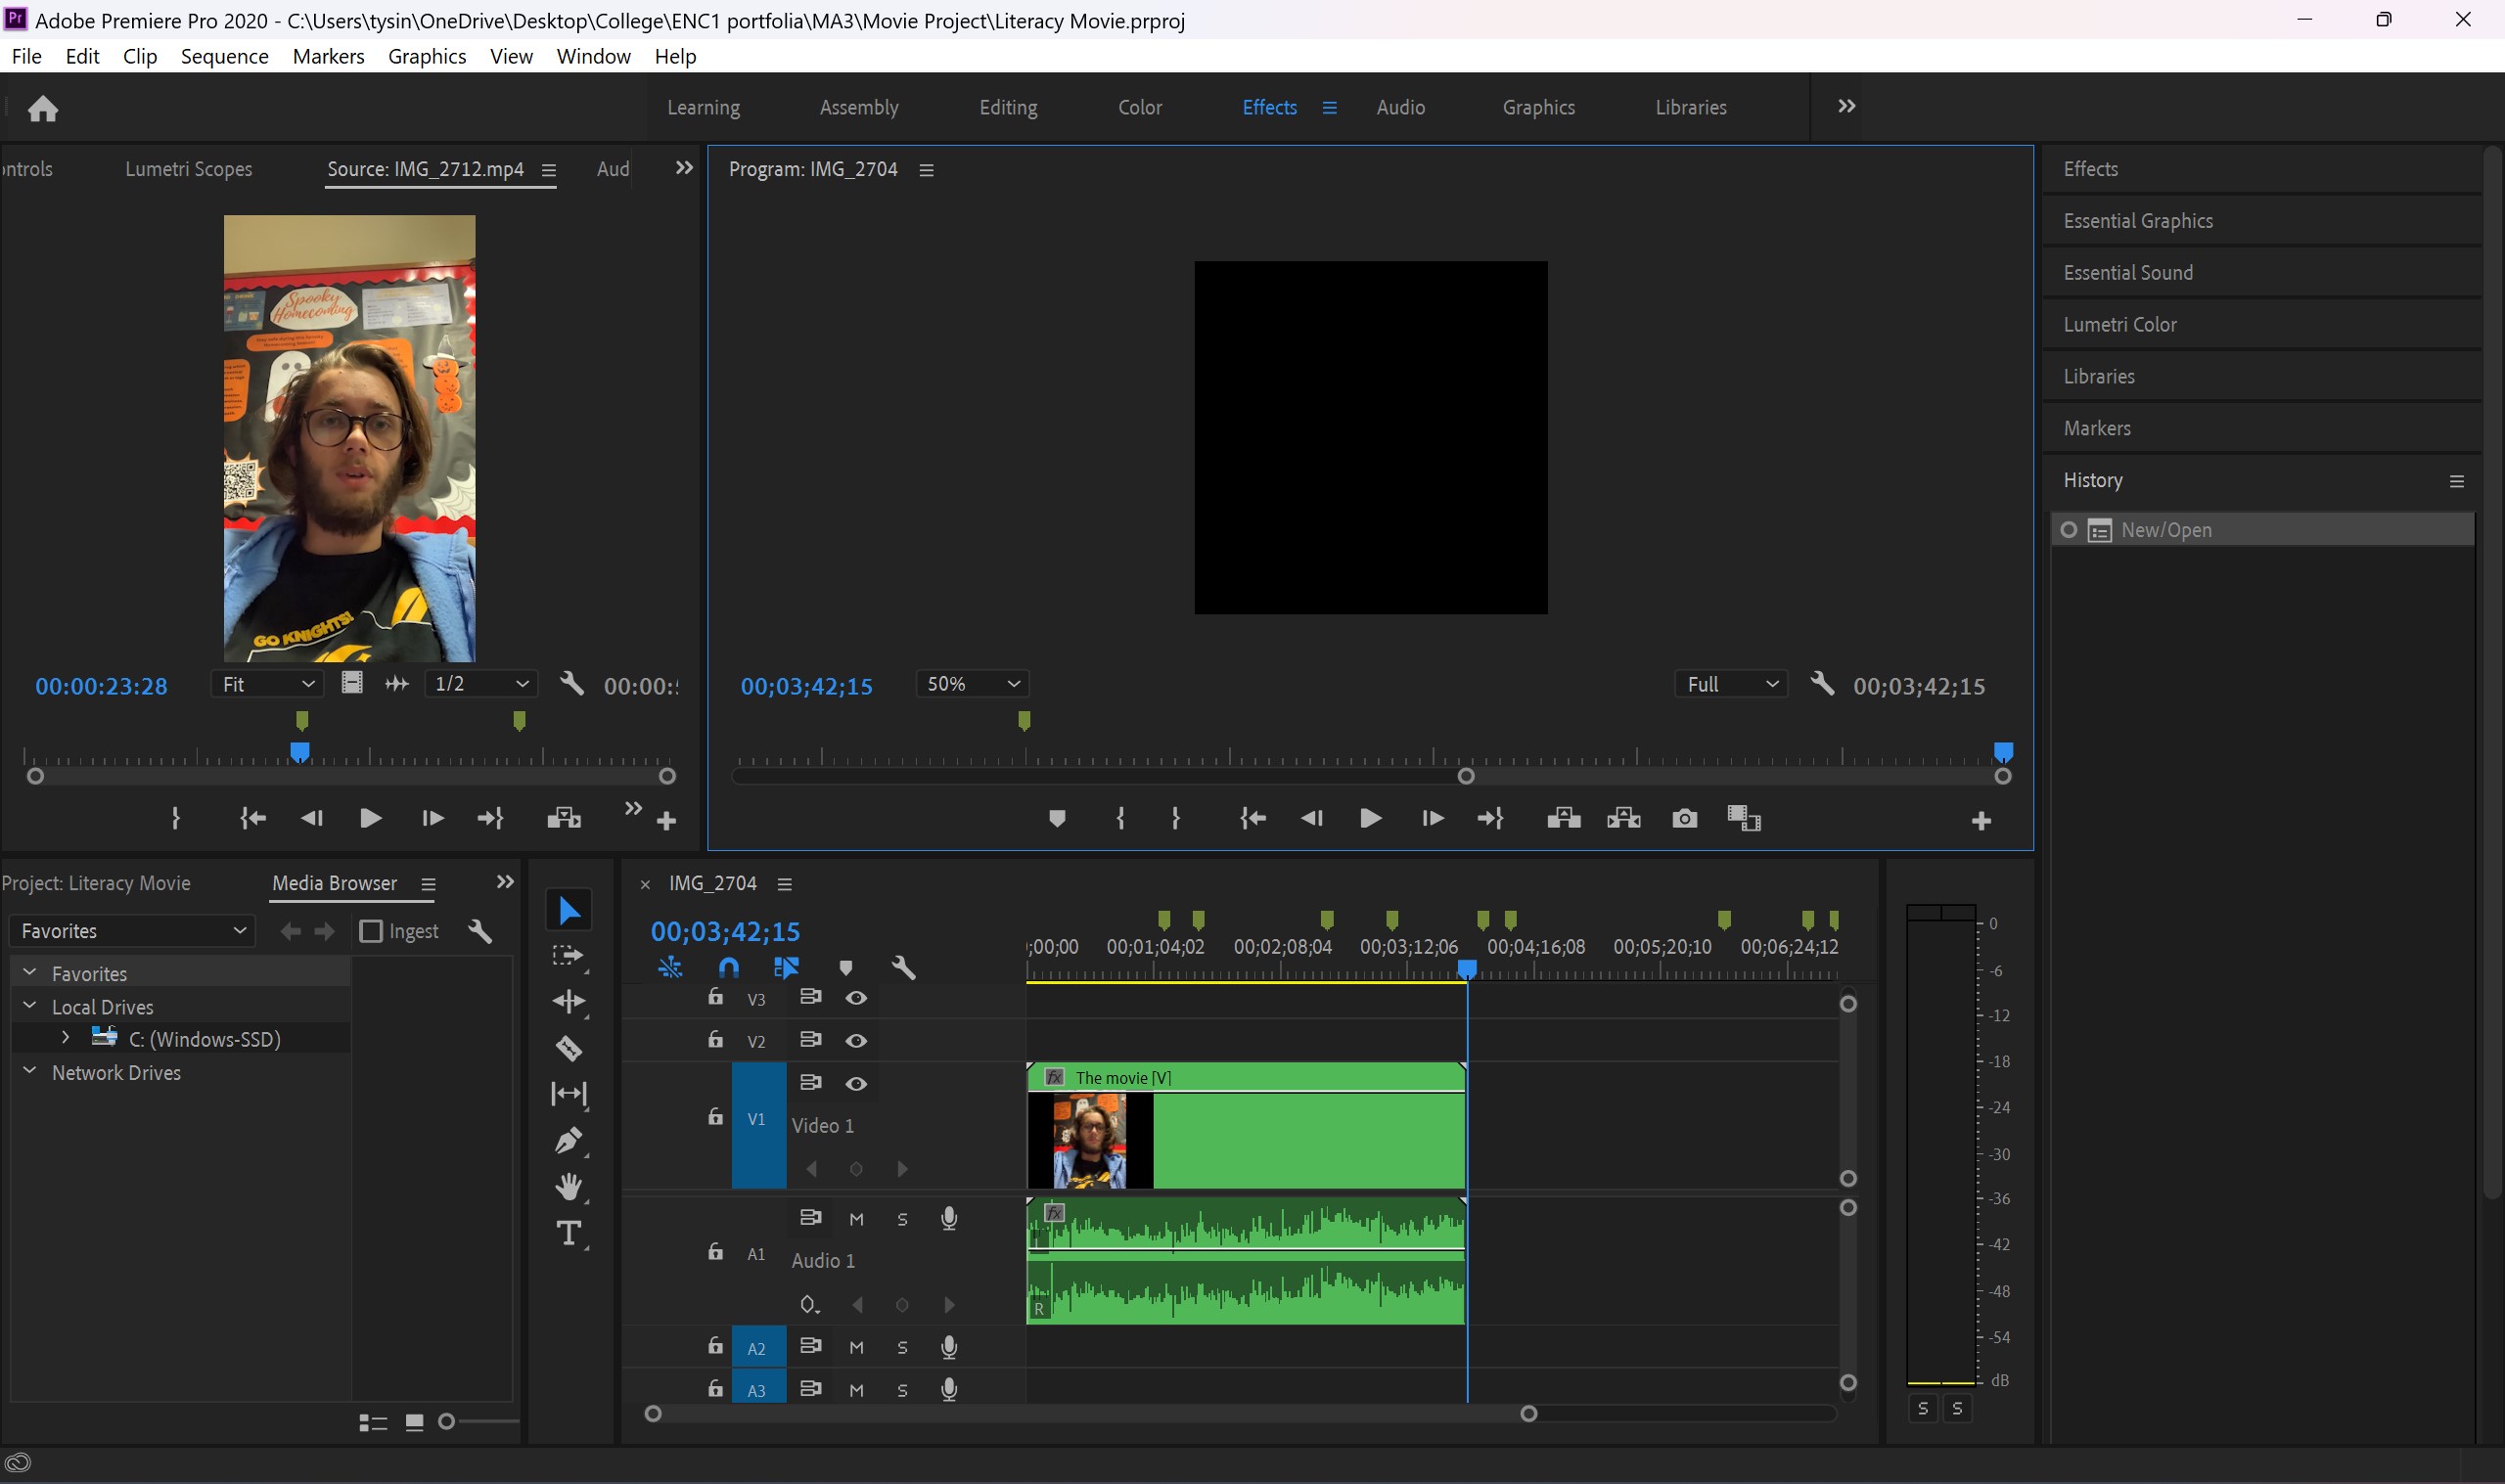 Adobe Premiere Pro 2020 - C:\Users\tysin\OneDrive\Desktop\College\ENC1 portfolia\MA3\Movie Project\Literacy Movie.prproj
File Edit Clip Sequence Markers Graphics View Window Help
Learning Assembly Editing Color Effects Audio Graphics Libraries
ontrols Lumetri Scopes Source: IMG_2712.mp4 Aud
Spooky
Homecoming
GO KNIGHTS!
00:00:23:28 Fit 1/2 00:00:
Program: IMG_2704
00;03;42;15 50% Full 00;03;42;15
Effects
Essential Graphics
Essential Sound
Lumetri Color
Libraries
Markers
History
New/Open
Project: Literacy Movie Media Browser
Favorites Ingest
Favorites
Local Drives
C: (Windows-SSD)
Network Drives
IMG_2704
00;03;42;15
;00;00 00;01;04;02 00;02;08;04 00;03;12;06 00;04;16;08 00;05;20;10 00;06;24;12
V3
V2
The movie [V]
V1 Video 1
M S
A1 Audio 1
L
R
A2 M S
A3 M S
0
-6
-12
-18
-24
-30
-36
-42
-48
-54
dB
S S